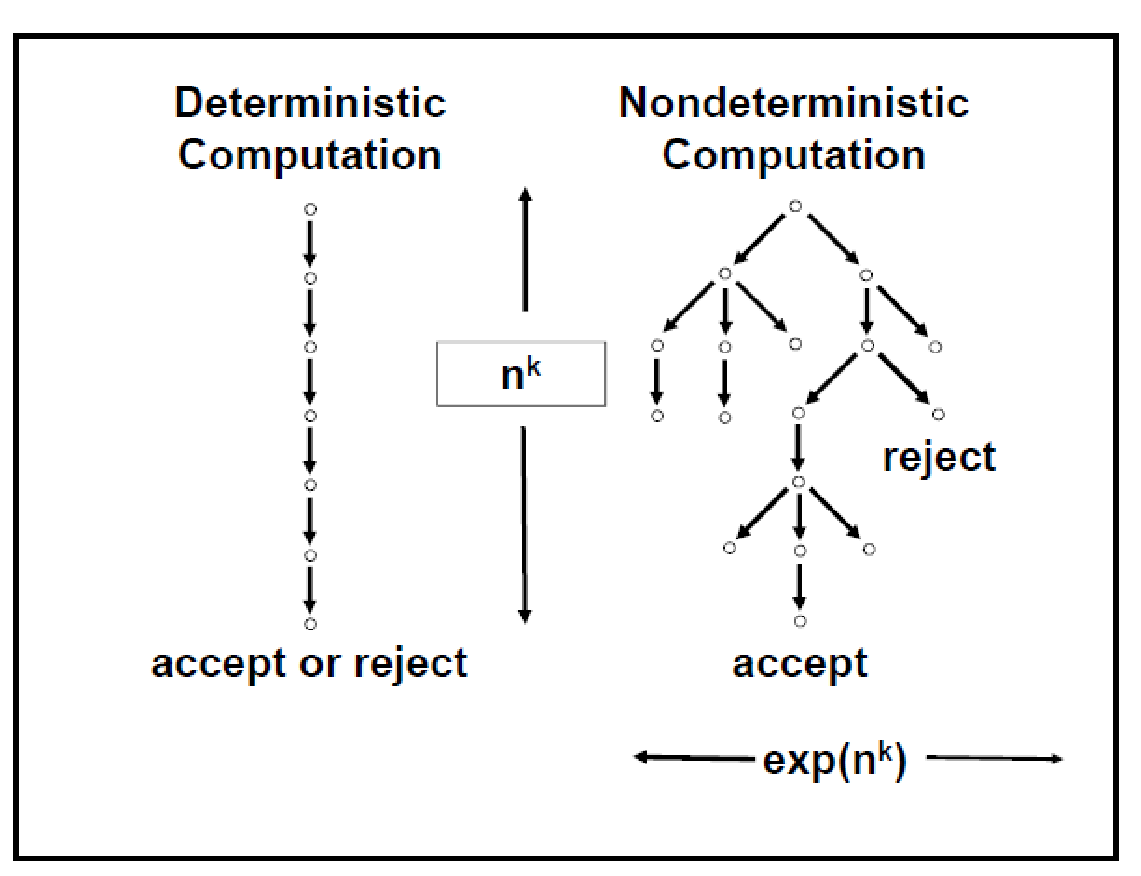 Deterministic
Computation
Nondeterministic
Computation
n^k
reject
accept or reject
accept
exp(n^k)